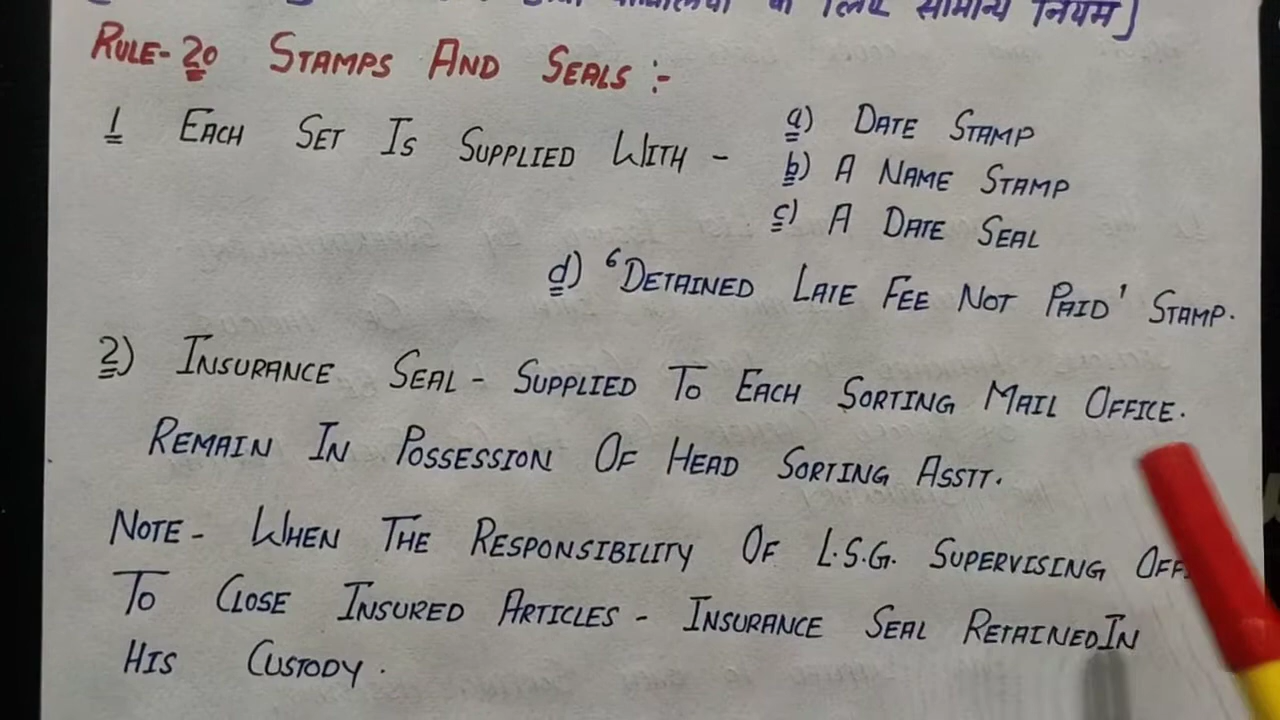 के लिए सामान्य नियम]
RULE-20 STAMPS AND SEALS :-
1 EACH SET IS SUPPLIED WITH - a) DATE STAMP
b) A NAME STAMP
c) A DATE SEAL
d) 'DETAINED LATE FEE NOT PAID' STAMP.
2) INSURANCE SEAL - SUPPLIED TO EACH SORTING MAIL OFFICE.
REMAIN IN POSSESSION OF HEAD SORTING ASSTT.
NOTE - WHEN THE RESPONSIBILITY OF L.S.G. SUPERVISING OFF
TO CLOSE INSURED ARTICLES - INSURANCE SEAL RETAINED IN
HIS CUSTODY.